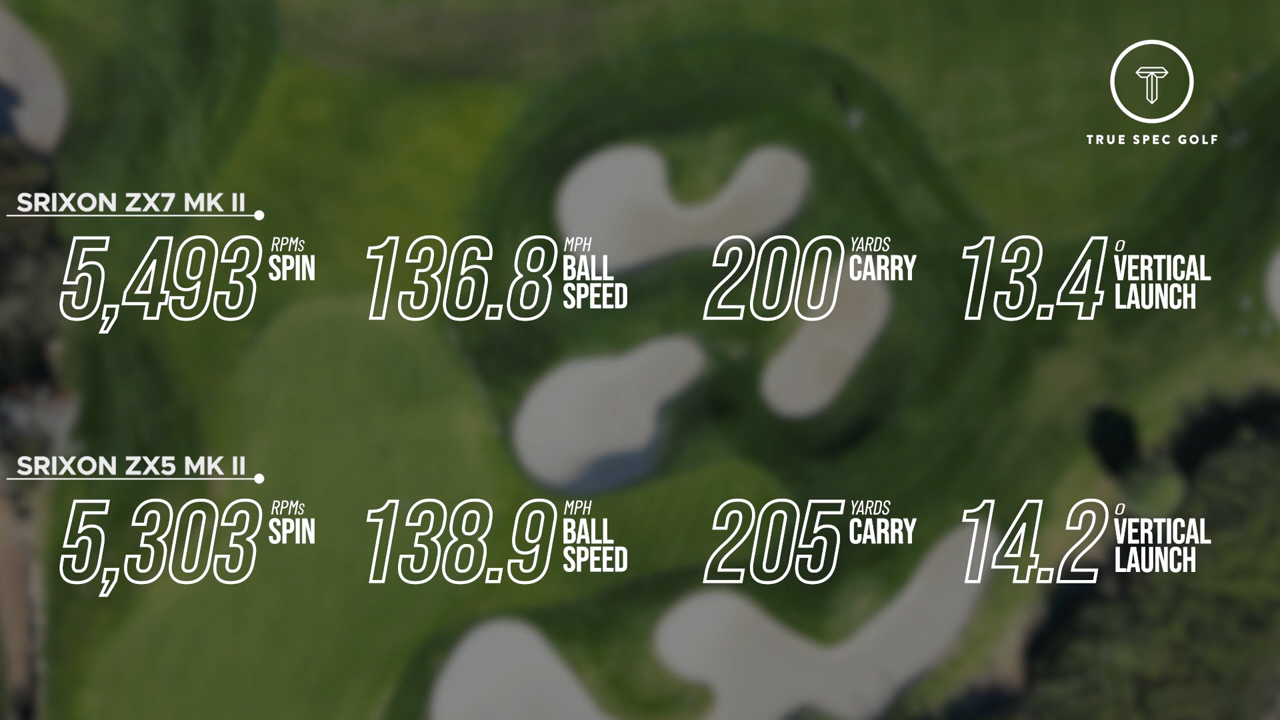 TRUE SPEC GOLF
SRIXON ZX7 MK II
5,493 RPMs SPIN
136.8 MPH BALL SPEED
200 YARDS CARRY
13.4 ° VERTICAL LAUNCH
SRIXON ZX5 MK II
5,303 RPMs SPIN
138.9 MPH BALL SPEED
205 YARDS CARRY
14.2 ° VERTICAL LAUNCH